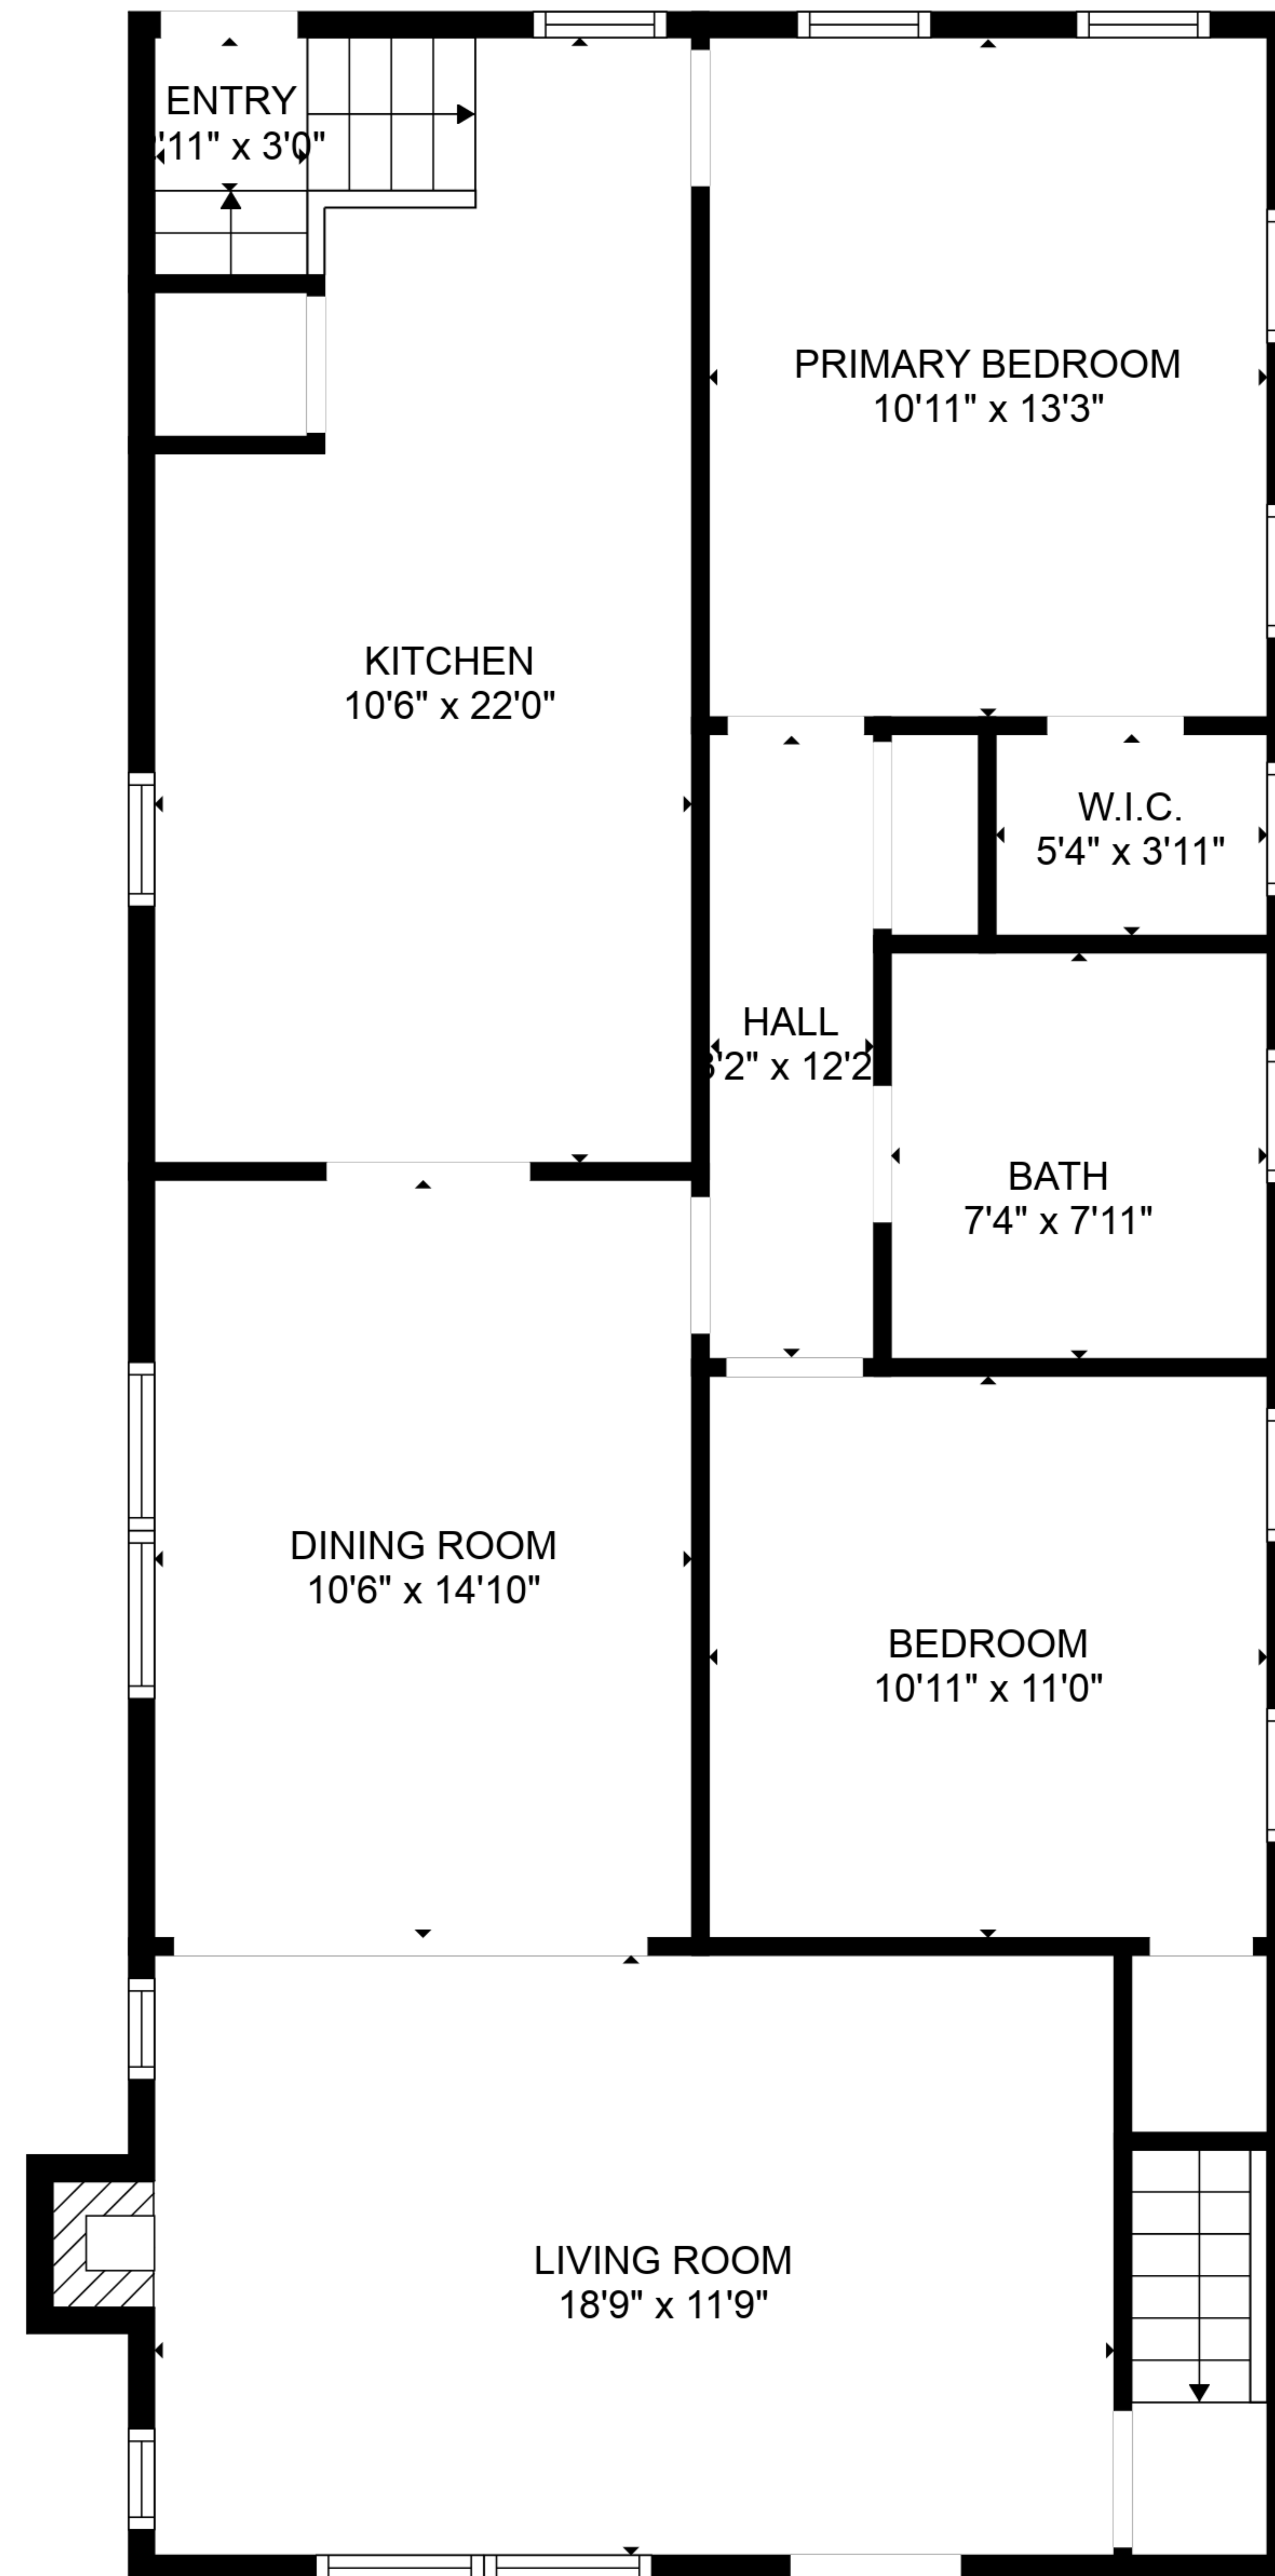 ENTRY
'11" x 3'0"
PRIMARY BEDROOM
10'11" x 13'3"
KITCHEN
10'6" x 22'0"
W.I.C.
5'4" x 3'11"
HALL
3'2" x 12'2
BATH
7'4" x 7'11"
DINING ROOM
10'6" x 14'10"
BEDROOM
10'11" x 11'0"
LIVING ROOM
18'9" x 11'9"